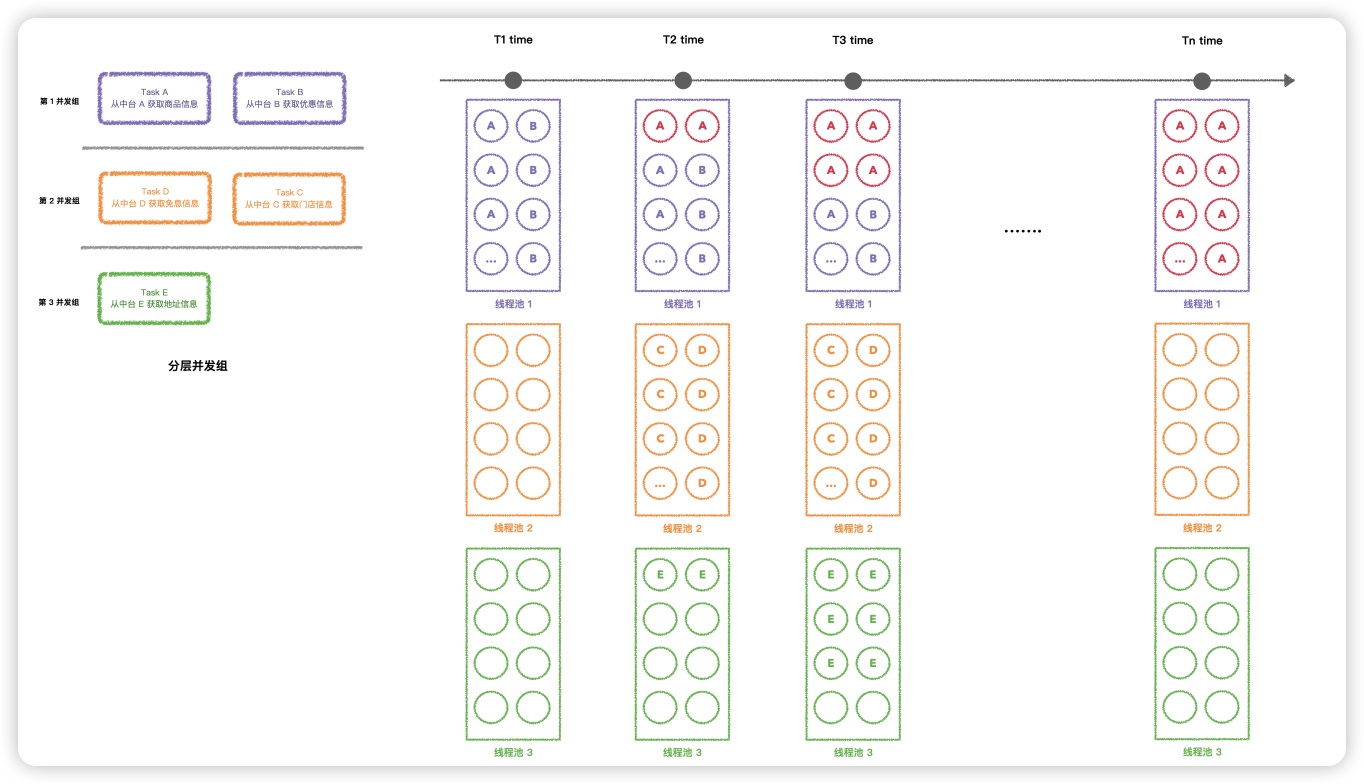 T1 time
T2 time
T3 time
Tn time
第 1 并发组
Task A
从中台 A 获取商品信息
Task B
从中台 B 获取优惠信息
第 2 并发组
Task D
从中台 D 获取免息信息
Task C
从中台 C 获取门店信息
第 3 并发组
Task E
从中台 E 获取地址信息
分层并发组
A B
A B
A B
... B
线程池 1
A A
A B
A B
... B
线程池 1
A A
A A
A B
... B
线程池 1
.......
A A
A A
A A
... A
线程池 1
线程池 2
C D
C D
C D
... D
线程池 2
C D
C D
C D
... D
线程池 2
线程池 2
线程池 3
E E
线程池 3
E E
E E
E E
线程池 3
线程池 3